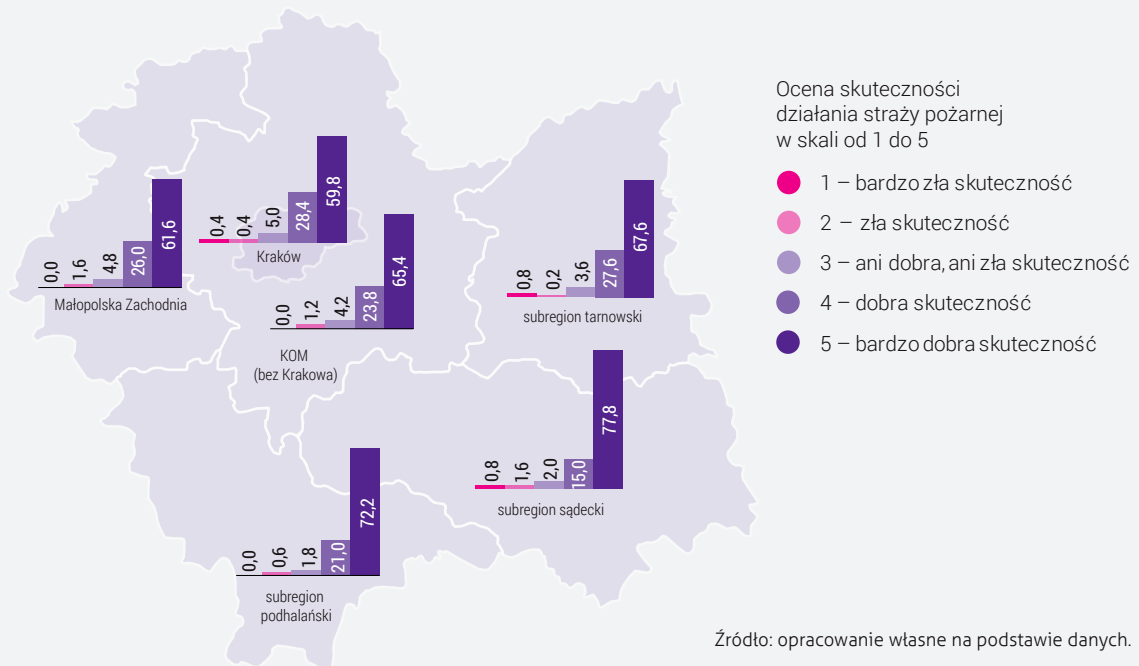 Ocena skuteczności
działania straży pożarnej
w skali od 1 do 5
1 – bardzo zła skuteczność
2 – zła skuteczność
3 – ani dobra, ani zła skuteczność
4 – dobra skuteczność
5 – bardzo dobra skuteczność
0,4 0,4 5,0 28,4 59,8
Kraków
0,0 1,6 4,8 26,0 61,6
Małopolska Zachodnia
0,0 1,2 4,2 23,8 65,4
KOM
(bez Krakowa)
0,8 0,2 3,6 27,6 67,6
subregion tarnowski
0,8 1,6 2,0 15,0 77,8
subregion sądecki
0,0 0,6 1,8 21,0 72,2
subregion
podhalański
Źródło: opracowanie własne na podstawie danych.